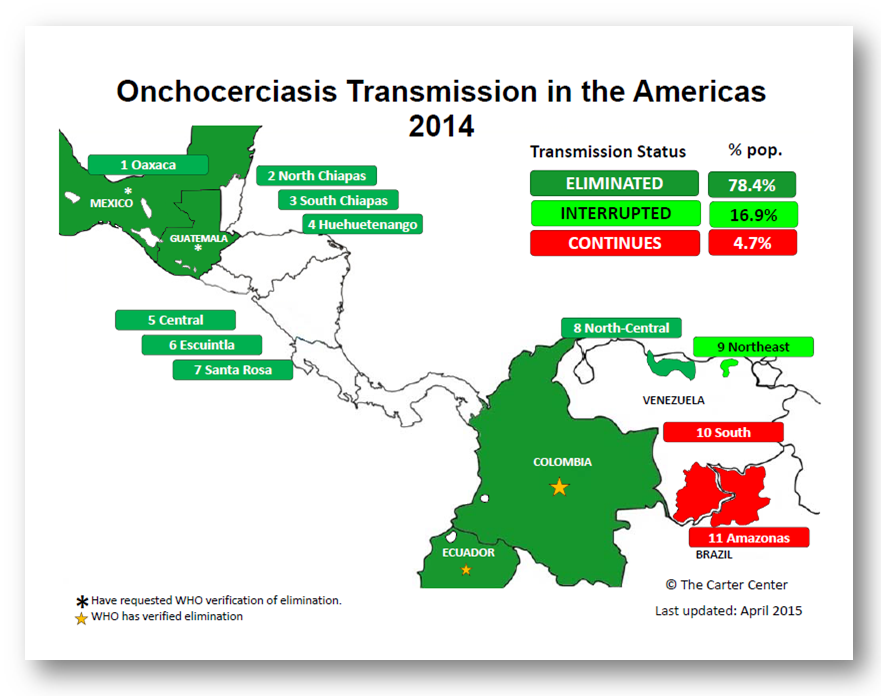 Onchocerciasis Transmission in the Americas
2014
Transmission Status
% pop.
ELIMINATED
78.4%
INTERRUPTED
16.9%
CONTINUES
4.7%
1 Oaxaca
2 North Chiapas
3 South Chiapas
4 Huehuetenango
MEXICO
*
GUATEMALA
*
5 Central
6 Escuintla
7 Santa Rosa
8 North-Central
9 Northeast
VENEZUELA
10 South
COLOMBIA
11 Amazonas
BRAZIL
ECUADOR
© The Carter Center
Last updated: April 2015
* Have requested WHO verification of elimination.
WHO has verified elimination